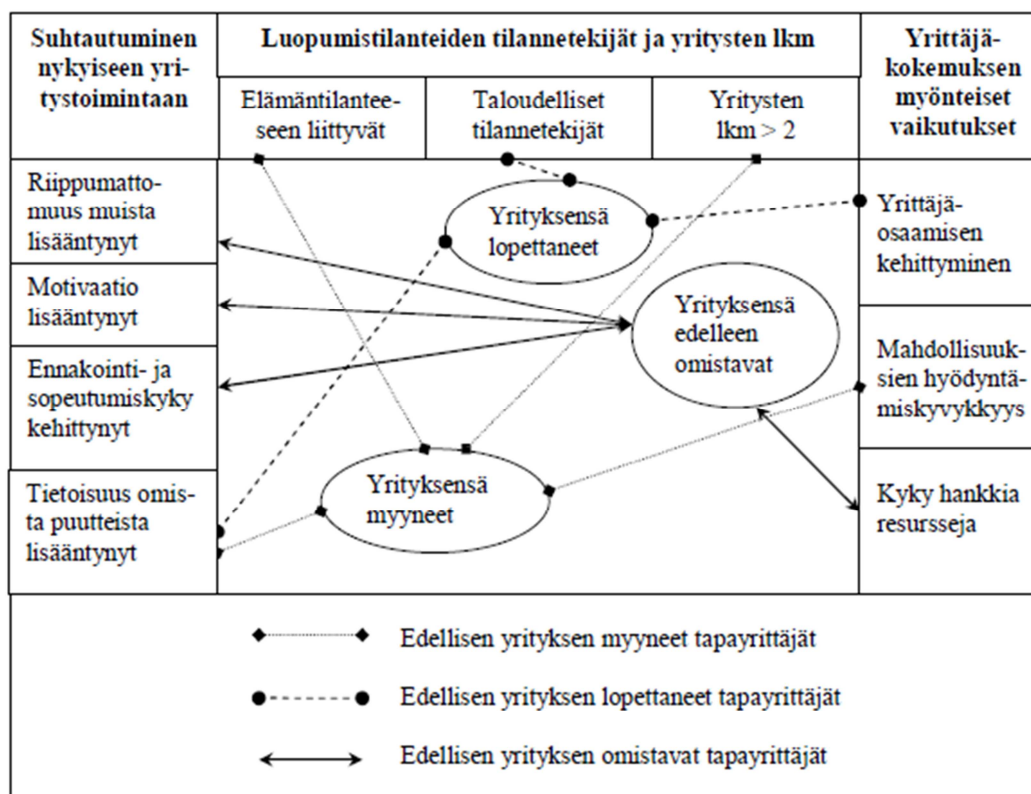 Suhtautuminen
nykyiseen yri-
tystoimintaan
Luopumistilanteiden tilannetekijät ja yritysten lkm
Yrittäjä-
kokemuksen
myönteiset
vaikutukset
Elämäntilantee-
seen liittyvät
Taloudelliset
tilannetekijät
Yritysten
lkm > 2
Riippumatto-
muus muista
lisääntynyt
Motivaatio
lisääntynyt
Ennakointi- ja
sopeutumiskyky
kehittynyt
Tietoisuus omis-
ta puutteista
lisääntynyt
Yrityksensä
lopettaneet
Yrityksensä
edelleen
omistavat
Yrityksensä
myyneet
Yrittäjä-
osaamisen
kehittyminen
Mahdollisuuk-
sien hyödyntä-
miskyvykkyys
Kyky hankkia
resursseja
Edellisen yrityksen myyneet tapayrittäjät
Edellisen yrityksen lopettaneet tapayrittäjät
Edellisen yrityksen omistavat tapayrittäjät